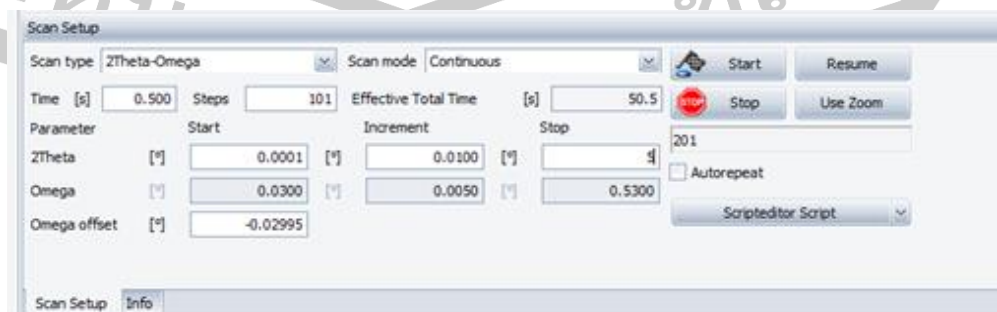 Scan Setup
Scan type 2Theta-Omega Scan mode Continuous Start Resume
Time [s] 0.500 Steps 101 Effective Total Time [s] 50.5 STOP Stop Use Zoom
Parameter Start Increment Stop
201
2Theta [°] 0.0001 [°] 0.0100 [°] 5
Autorepeat
Omega [°] 0.0300 [°] 0.0050 [°] 0.5300
Scripteditor Script
Omega offset [°] -0.02995
Scan Setup Info